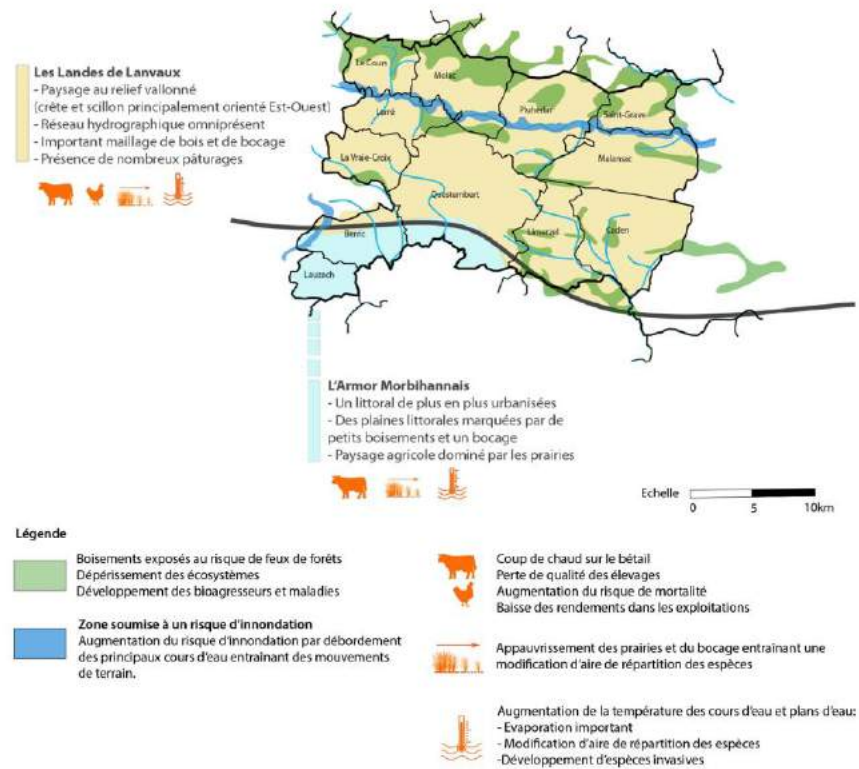 Les Landes de Lanvaux
- Paysage au relief vallonné
(crête et scillon principalement orienté Est-Ouest)
- Réseau hydrographique omniprésent
- Important maillage de bois et de bocage
- Présence de nombreux pâturages
Le Cours
Molac
Pluherlin
Saint-Gravé
Larré
La Vraie-Croix
Malansac
Questembert
Limerzel
Caden
Berric
Lauzach
L'Armor Morbihannais
- Un littoral de plus en plus urbanisées
- Des plaines littorales marquées par de
petits boisements et un bocage
- Paysage agricole dominé par les prairies
Echelle
0 5 10km
Légende
Boisements exposés au risque de feux de forêts
Dépérissement des écosystèmes
Développement des bioagresseurs et maladies
Zone soumise à un risque d'innondation
Augmentation du risque d'innondation par débordement
des principaux cours d'eau entraînant des mouvements
de terrain.
Coup de chaud sur le bétail
Perte de qualité des élevages
Augmentation du risque de mortalité
Baisse des rendements dans les exploitations
Appauvrissement des prairies et du bocage entraînant une
modification d'aire de répartition des espèces
Augmentation de la température des cours d'eau et plans d'eau:
- Evaporation important
- Modification d'aire de répartition des espèces
-Développement d'espèces invasives